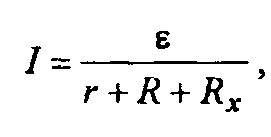 I = ε / (r + R + Rₓ),